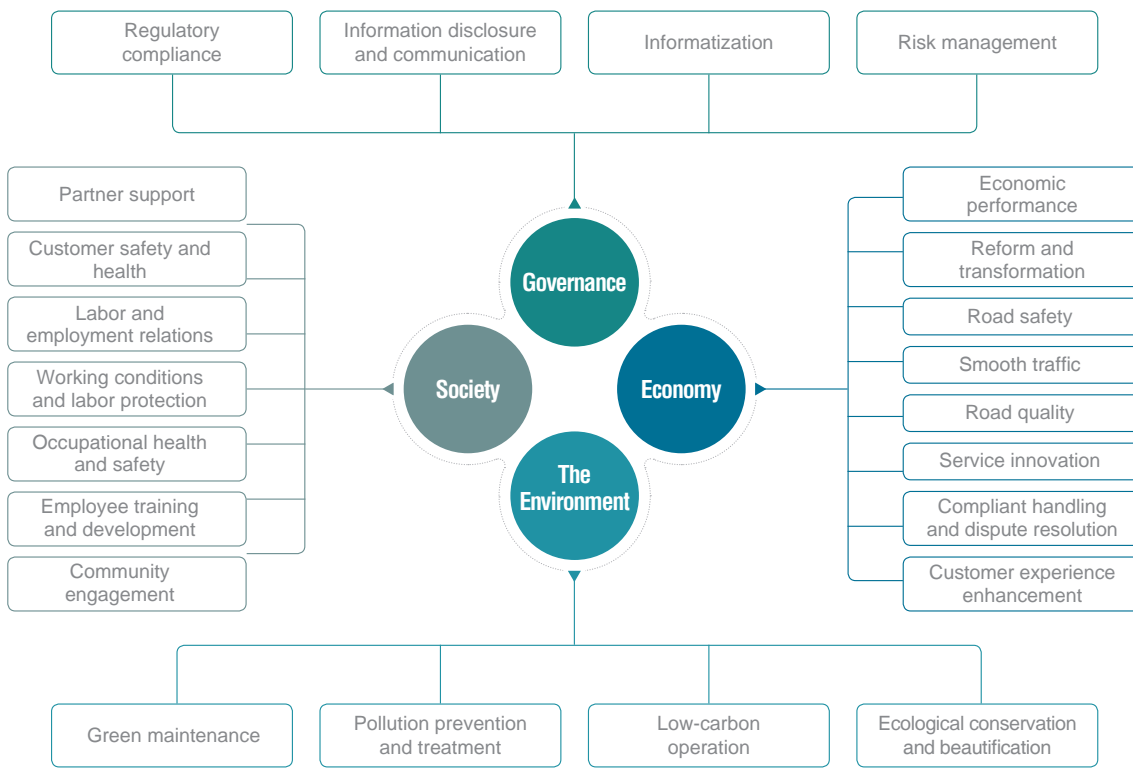 Regulatory
compliance
Information disclosure
and communication
Informatization
Risk management
Partner support
Customer safety and
health
Labor and
employment relations
Working conditions
and labor protection
Occupational health
and safety
Employee training
and development
Community
engagement
Governance
Society
Economy
The
Environment
Economic
performance
Reform and
transformation
Road safety
Smooth traffic
Road quality
Service innovation
Compliant handling
and dispute resolution
Customer experience
enhancement
Green maintenance
Pollution prevention
and treatment
Low-carbon
operation
Ecological conservation
and beautification